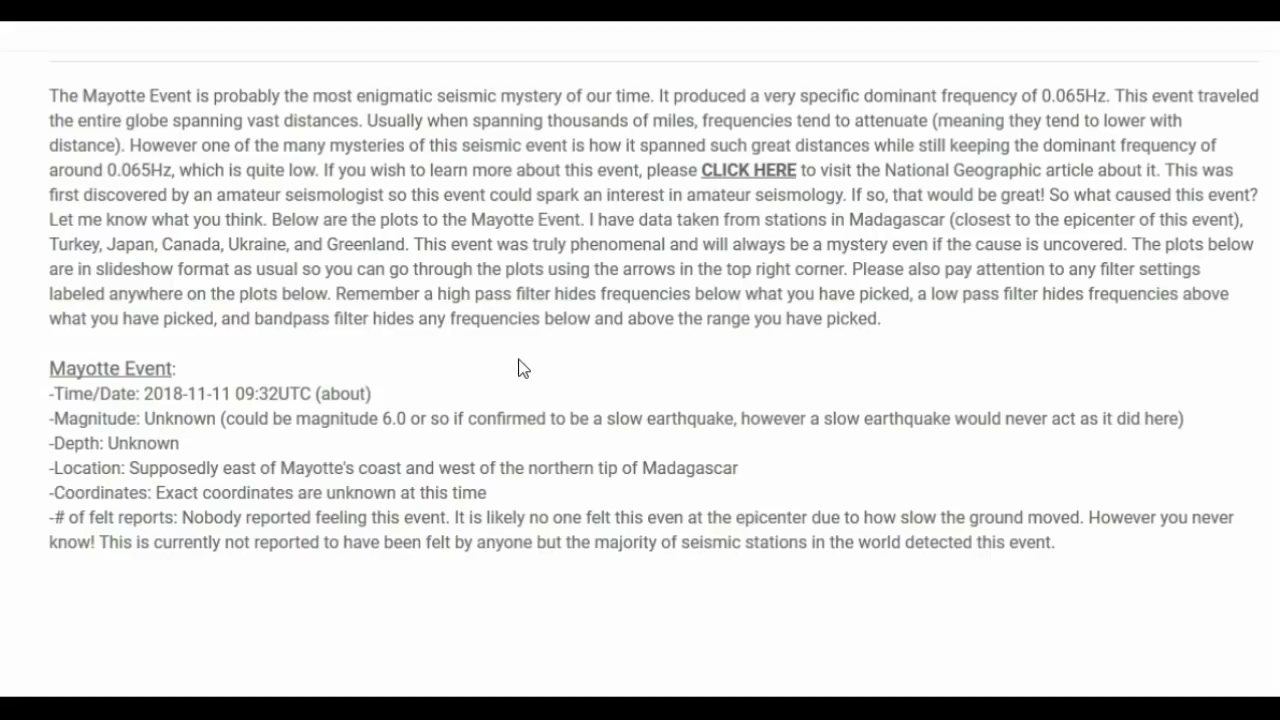 The Mayotte Event is probably the most enigmatic seismic mystery of our time. It produced a very specific dominant frequency of 0.065Hz. This event traveled
the entire globe spanning vast distances. Usually when spanning thousands of miles, frequencies tend to attenuate (meaning they tend to lower with
distance). However one of the many mysteries of this seismic event is how it spanned such great distances while still keeping the dominant frequency of
around 0.065Hz, which is quite low. If you wish to learn more about this event, please CLICK HERE to visit the National Geographic article about it. This was
first discovered by an amateur seismologist so this event could spark an interest in amateur seismology. If so, that would be great! So what caused this event?
Let me know what you think. Below are the plots to the Mayotte Event. I have data taken from stations in Madagascar (closest to the epicenter of this event),
Turkey, Japan, Canada, Ukraine, and Greenland. This event was truly phenomenal and will always be a mystery even if the cause is uncovered. The plots below
are in slideshow format as usual so you can go through the plots using the arrows in the top right corner. Please also pay attention to any filter settings
labeled anywhere on the plots below. Remember a high pass filter hides frequencies below what you have picked, a low pass filter hides frequencies above
what you have picked, and bandpass filter hides any frequencies below and above the range you have picked.
Mayotte Event:
-Time/Date: 2018-11-11 09:32UTC (about)
-Magnitude: Unknown (could be magnitude 6.0 or so if confirmed to be a slow earthquake, however a slow earthquake would never act as it did here)
-Depth: Unknown
-Location: Supposedly east of Mayotte's coast and west of the northern tip of Madagascar
-Coordinates: Exact coordinates are unknown at this time
-# of felt reports: Nobody reported feeling this event. It is likely no one felt this even at the epicenter due to how slow the ground moved. However you never
know! This is currently not reported to have been felt by anyone but the majority of seismic stations in the world detected this event.